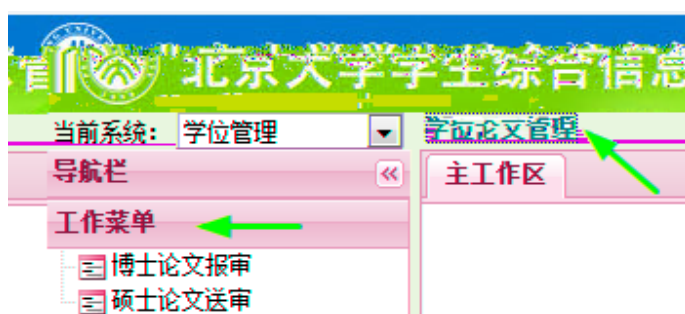 北京大学学生综合信息
当前系统： 学位管理 学位论文管理
导航栏 主工作区
工作菜单
博士论文报审
硕士论文送审